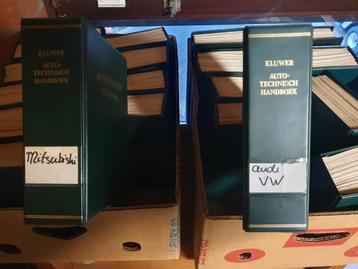 KLUWER
AUTO-
TECHNISCH
HANDBOEK
Mitsubishi
KLUWER
AUTO-
TECHNISCH
HANDBOEK
audi
VW